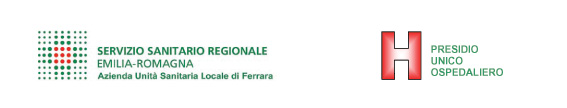 SERVIZIO SANITARIO REGIONALE
EMILIA-ROMAGNA
Azienda Unità Sanitaria Locale di Ferrara
H
PRESIDIO
UNICO
OSPEDALIERO